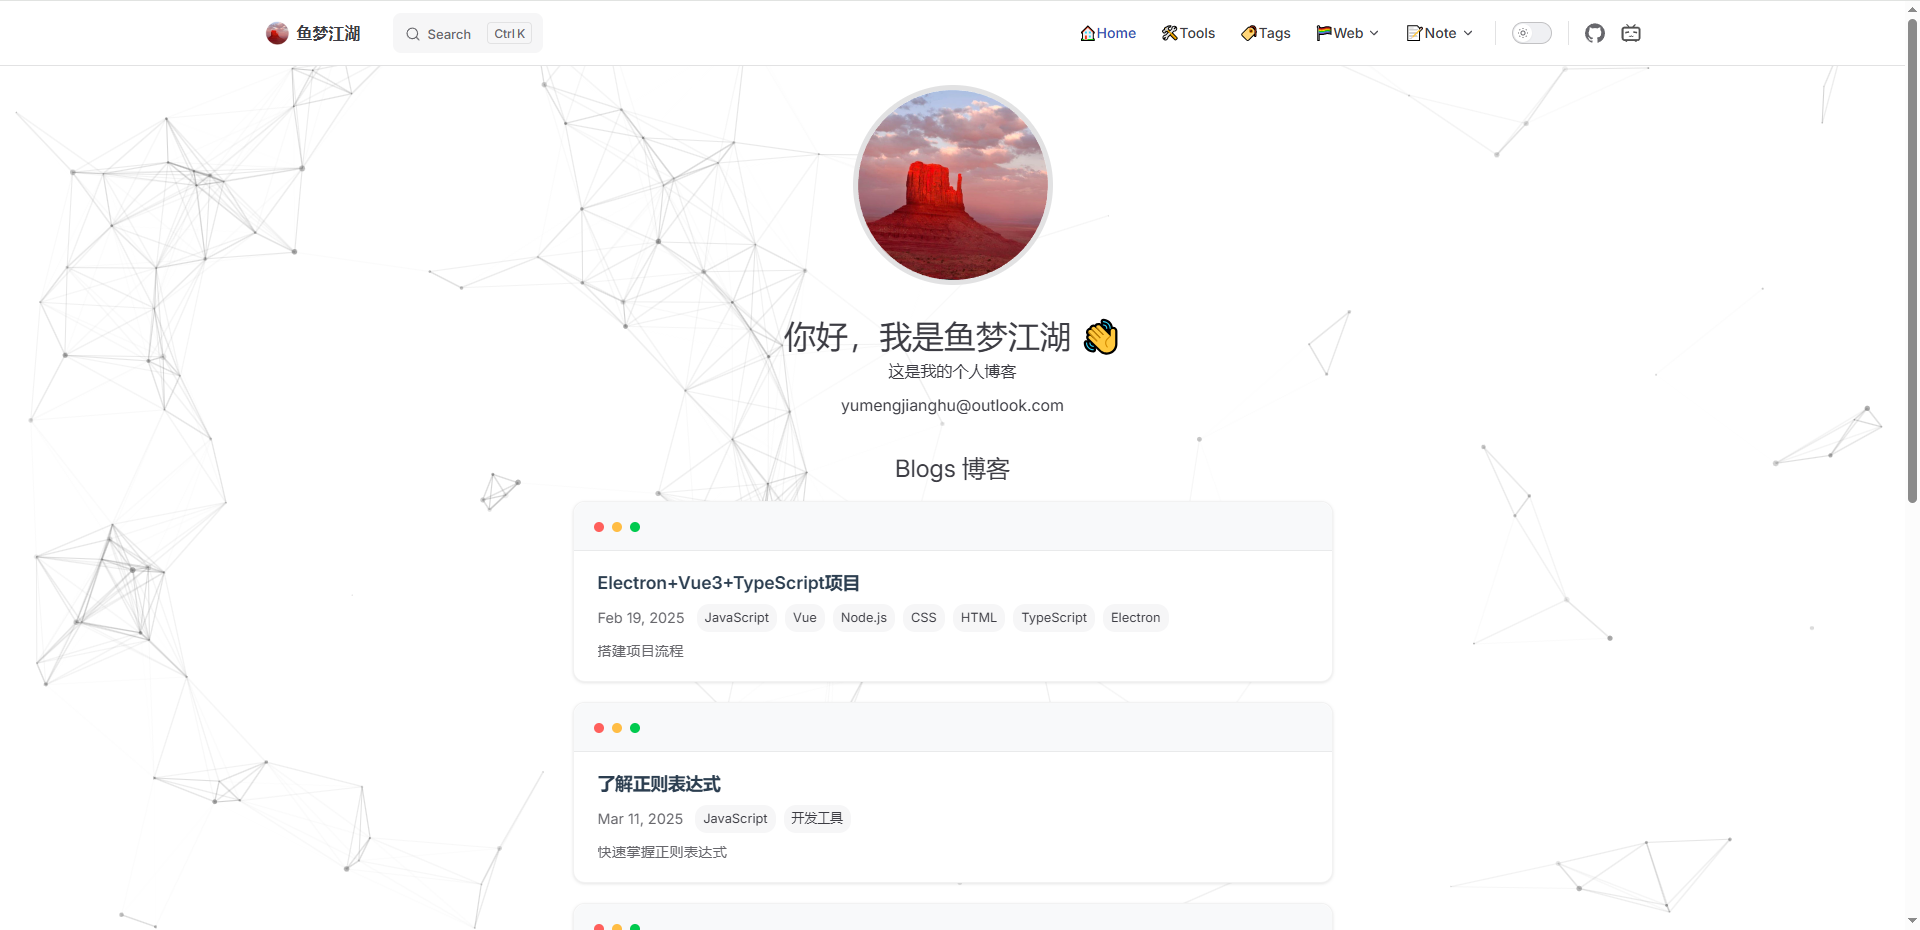 鱼梦江湖
Search Ctrl K
Home Tools Tags Web Note
你好，我是鱼梦江湖
这是我的个人博客
yumengjianghu@outlook.com
Blogs 博客
Electron+Vue3+TypeScript项目
Feb 19, 2025 JavaScript Vue Node.js CSS HTML TypeScript Electron
搭建项目流程
了解正则表达式
Mar 11, 2025 JavaScript 开发工具
快速掌握正则表达式